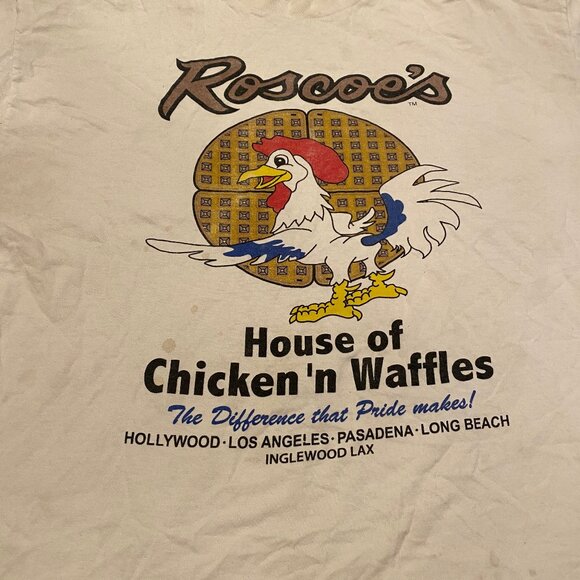 Roscoe's
TM
House of
Chicken 'n Waffles
The Difference that Pride makes!
HOLLYWOOD · LOS ANGELES · PASADENA · LONG BEACH
INGLEWOOD LAX